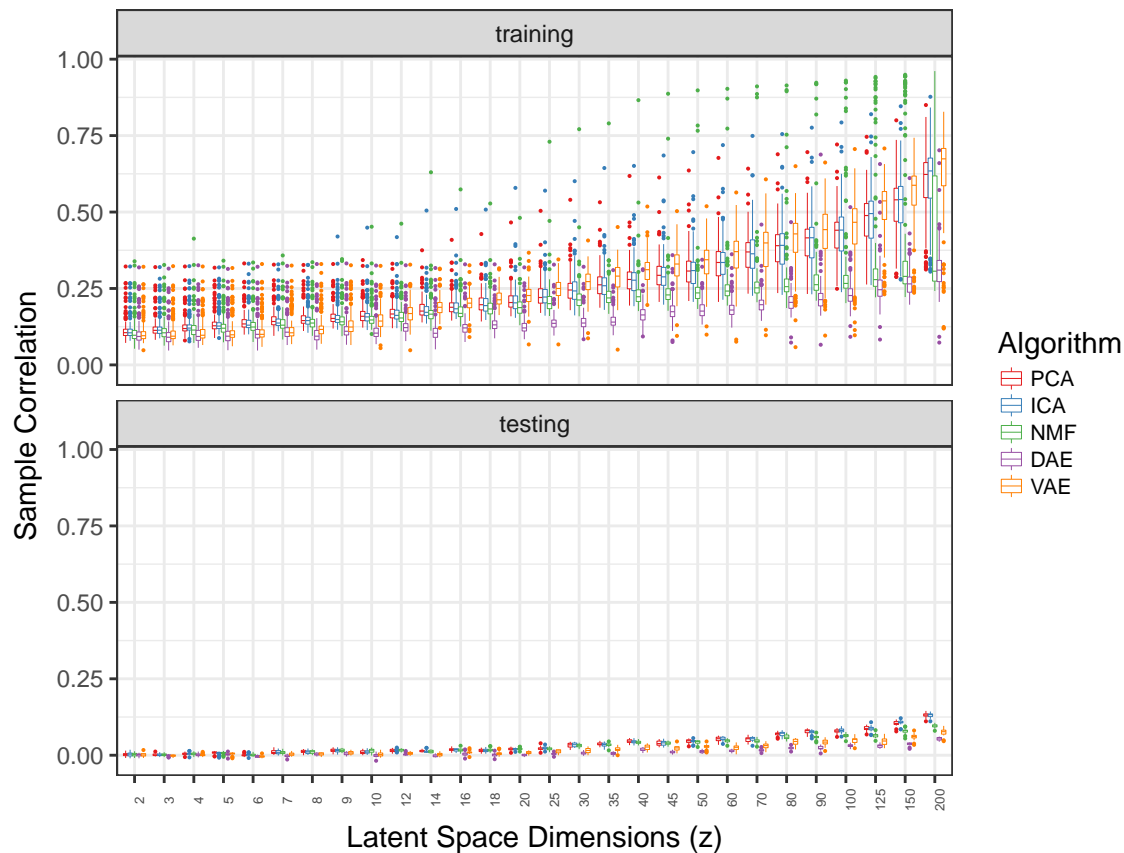 training
1.00
0.75
0.50
0.25
0.00
testing
1.00
0.75
0.50
0.25
0.00
Sample Correlation
2 3 4 5 6 7 8 9 10 12 14 16 18 20 25 30 35 40 45 50 60 70 80 90 100 125 150 200
Latent Space Dimensions (z)
Algorithm
PCA
ICA
NMF
DAE
VAE